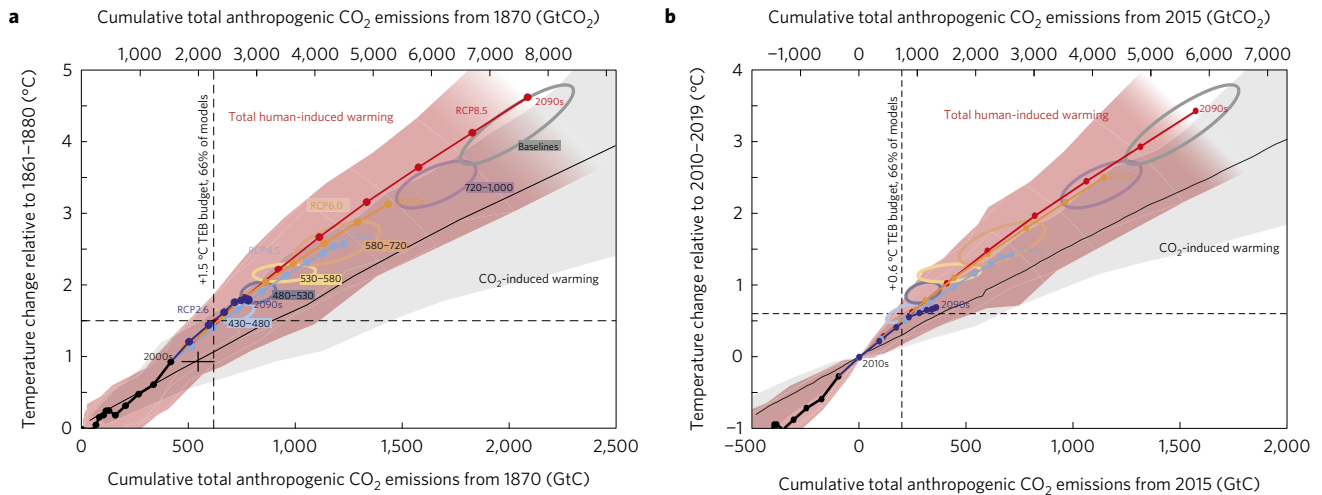 a
Cumulative total anthropogenic CO₂ emissions from 1870 (GtCO₂)
1,000 2,000 3,000 4,000 5,000 6,000 7,000 8,000
Temperature change relative to 1861–1880 (°C)
5
4
3
2
1
0
+1.5 °C TEB budget, 66% of models
Total human-induced warming
RCP8.5
2090s
Baselines
720–1,000
RCP6.0
RCP4.5
580–720
530–580
CO₂-induced warming
480–530
RCP2.6
2090s
430–480
2000s
0 500 1,000 1,500 2,000 2,500
Cumulative total anthropogenic CO₂ emissions from 1870 (GtC)
b
Cumulative total anthropogenic CO₂ emissions from 2015 (GtCO₂)
−1,000 0 1,000 2,000 3,000 4,000 5,000 6,000 7,000
Temperature change relative to 2010–2019 (°C)
4
3
2
1
0
−1
+0.6 °C TEB budget, 66% of models
Total human-induced warming
2090s
CO₂-induced warming
2090s
2010s
−500 0 500 1,000 1,500 2,000
Cumulative total anthropogenic CO₂ emissions from 2015 (GtC)